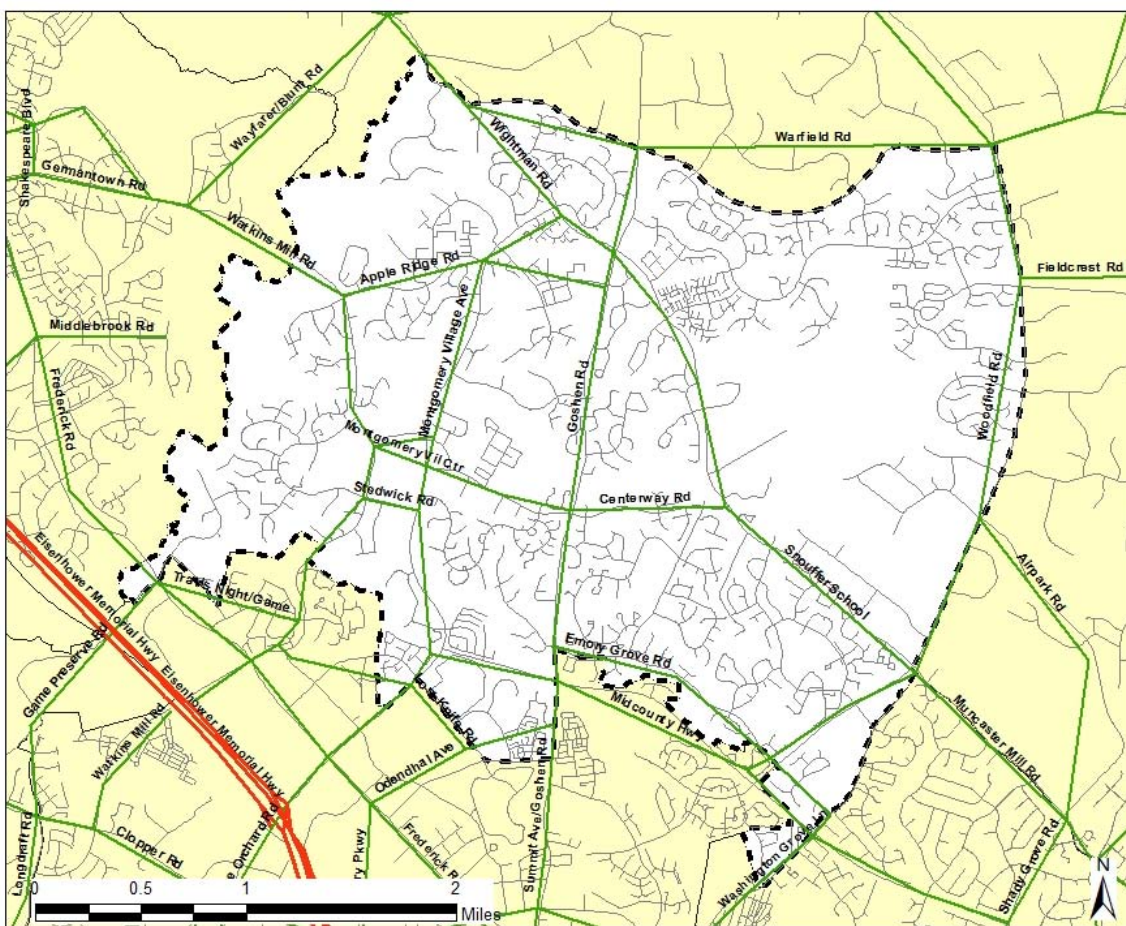 Shakespeare Blvd
Wayfarer/Blunt Rd
Germantown Rd
Wightman Rd
Warfield Rd
Watkins Mill Rd
Apple Ridge Rd
Fieldcrest Rd
Middlebrook Rd
Montgomery Village Ave
Goshen Rd
Woodfield Rd
Frederick Rd
Montgomery Vil Ctr
Stedwick Rd
Centerway Rd
Snouffer School
Airpark Rd
Eisenhower Memorial Hwy
Eisenhower Memorial Hwy
Travis Night/Game
Game Preserve Rd
Emory Grove Rd
Midcounty Hwy
Muncaster Mill Rd
Watkins Mill Rd
Odendhal Ave
Summit Ave/Goshen Rd
Longdraft Rd
Clopper Rd
e Orchard Rd
ry Pkwy
Frederick R
Washington Grove Ln
Shady Grove Rd
N
0 0.5 1 2
Miles